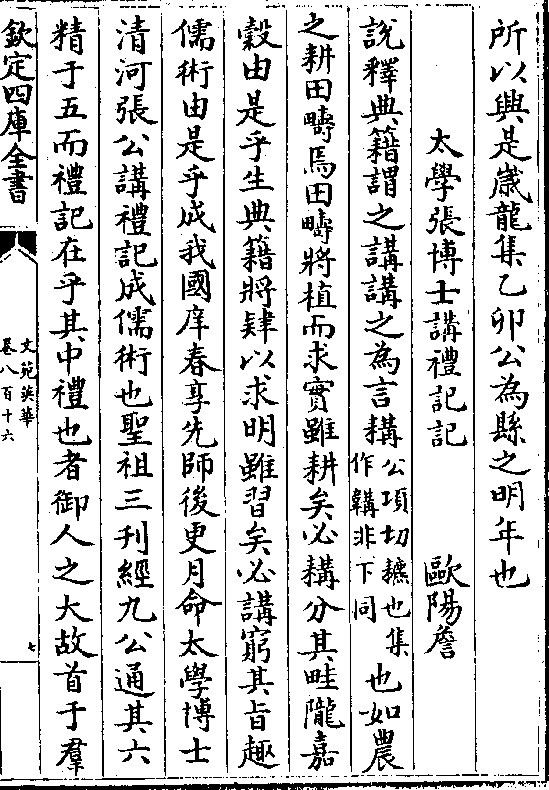 所以興是嵗龍集乙卯公為縣之明年也
太學張博士講禮記記　歐陽詹
說釋典籍謂之講講之為言耩公項切耩也集作韝非下同也如農
之耕田疇焉田疇將植而求實雖耕矣必耩分其畦隴嘉
穀由是乎生典籍將肄以求明雖習矣必講窮其旨趣
儒術由是乎成我國庠春享先師後更月命太學博士
清河張公講禮記成儒術也聖祖三刋經九公通其六
精于五而禮記在乎其中禮也者御人之大故首于羣
欽定四庫全書
文苑英華
卷八百十六
七